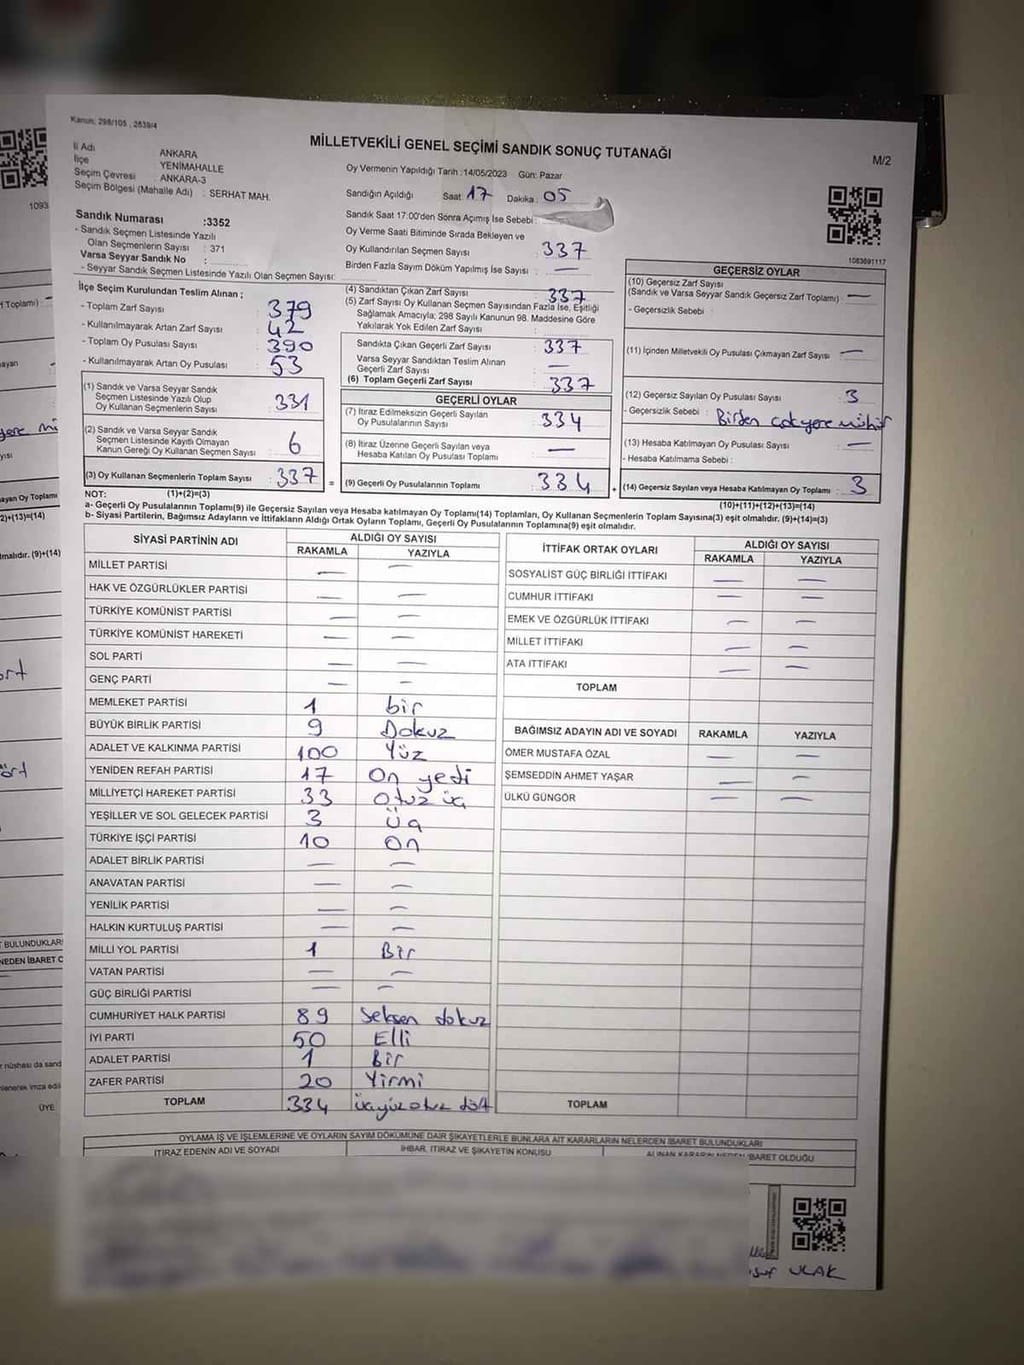 Kanun, 298/105 , 2839/4
MİLLETVEKİLİ GENEL SEÇİMİ SANDIK SONUÇ TUTANAĞI
M/2
İl Adı ANKARA
İlçe YENİMAHALLE
Seçim Çevresi ANKARA-3
Seçim Bölgesi (Mahalle Adı) : SERHAT MAH.
Sandık Numarası :3352
- Sandık Seçmen Listesinde Yazılı
Olan Seçmenlerin Sayısı : 371
Varsa Seyyar Sandık No :
- Seyyar Sandık Seçmen Listesinde Yazılı Olan Seçmen Sayısı:
Oy Vermenin Yapıldığı Tarih :14/05/2023 Gün: Pazar
Sandığın Açıldığı Saat: 17 Dakika : 05
Sandık Saat 17:00'den Sonra Açımış İse Sebebi :
Oy Verme Saati Bitiminde Sırada Bekleyen ve
Oy Kullandırılan Seçmen Sayısı : 337
Birden Fazla Sayım Döküm Yapılmış İse Sayısı : —
1083691117
İlçe Seçim Kurulundan Teslim Alınan ;
- Toplam Zarf Sayısı : 379
- Kullanılmayarak Artan Zarf Sayısı : 42
- Toplam Oy Pusulası Sayısı : 390
- Kullanılmayarak Artan Oy Pusulası : 53
(1) Sandık ve Varsa Seyyar Sandık
Seçmen Listesinde Yazılı Olup
Oy Kullanan Seçmenlerin Sayısı : 331
(2) Sandık ve Varsa Seyyar Sandık
Seçmen Listesinde Kayıtlı Olmayan
Kanun Gereği Oy Kullanan Seçmen Sayısı : 6
(3) Oy Kullanan Seçmenlerin Toplam Sayısı : 337
(4) Sandıktan Çıkan Zarf Sayısı : 337
(5) Zarf Sayısı Oy Kullanan Seçmen Sayısından Fazla İse, Eşitliği
Sağlamak Amacıyla; 298 Sayılı Kanunun 98. Maddesine Göre
Yakılarak Yok Edilen Zarf Sayısı :
Sandıkta Çıkan Geçerli Zarf Sayısı : 337
Varsa Seyyar Sandıktan Teslim Alınan
Geçerli Zarf Sayısı : —
(6) Toplam Geçerli Zarf Sayısı : 337
GEÇERLİ OYLAR
(7) İtiraz Edilmeksizin Geçerli Sayılan
Oy Pusulalarının Sayısı : 334
(8) İtiraz Üzerine Geçerli Sayılan veya
Hesaba Katılan Oy Pusulası Toplamı : —
(9) Geçerli Oy Pusulalarının Toplamı : 334
GEÇERSİZ OYLAR
(10) Geçersiz Zarf Sayısı
(Sandık ve Varsa Seyyar Sandık Geçersiz Zarf Toplamı) : —
- Geçersizlik Sebebi :
(11) İçinden Milletvekili Oy Pusulası Çıkmayan Zarf Sayısı : —
(12) Geçersiz Sayılan Oy Pusulası Sayısı : 3
- Geçersizlik Sebebi : Birden çok yere mühür
(13) Hesaba Katılmayan Oy Pusulası Sayısı : —
- Hesaba Katılmama Sebebi :
(14) Geçersiz Sayılan veya Hesaba Katılmayan Oy Toplamı : 3
NOT: (1)+(2)=(3) (10)+(11)+(12)+(13)=(14)
a- Geçerli Oy Pusulalarının Toplamı(9) ile Geçersiz Sayılan veya Hesaba katılmayan Oy Toplamı(14) Toplamları, Oy Kullanan Seçmenlerin Toplam Sayısına(3) eşit olmalıdır. (9)+(14)=(3)
b- Siyasi Partilerin, Bağımsız Adayların ve İttifakların Aldığı Ortak Oyların Toplamı, Geçerli Oy Pusulalarının Toplamına(9) eşit olmalıdır.
SİYASİ PARTİNİN ADI ALDIĞI OY SAYISI
RAKAMLA YAZIYLA
MİLLET PARTİSİ — —
HAK VE ÖZGÜRLÜKLER PARTİSİ — —
TÜRKİYE KOMÜNİST PARTİSİ — —
TÜRKİYE KOMÜNİST HAREKETİ — —
SOL PARTİ — —
GENÇ PARTİ — —
MEMLEKET PARTİSİ 1 bir
BÜYÜK BİRLİK PARTİSİ 9 Dokuz
ADALET VE KALKINMA PARTİSİ 100 Yüz
YENİDEN REFAH PARTİSİ 17 On yedi
MİLLİYETÇİ HAREKET PARTİSİ 33 Otuz üç
YEŞİLLER VE SOL GELECEK PARTİSİ 3 Üç
TÜRKİYE İŞÇİ PARTİSİ 10 On
ADALET BİRLİK PARTİSİ — —
ANAVATAN PARTİSİ — —
YENİLİK PARTİSİ — —
HALKIN KURTULUŞ PARTİSİ — —
MİLLİ YOL PARTİSİ 1 Bir
VATAN PARTİSİ — —
GÜÇ BİRLİĞİ PARTİSİ — —
CUMHURİYET HALK PARTİSİ 89 Seksen dokuz
İYİ PARTİ 50 Elli
ADALET PARTİSİ 1 Bir
ZAFER PARTİSİ 20 Yirmi
TOPLAM 334 üçyüzotuz dört
İTTİFAK ORTAK OYLARI ALDIĞI OY SAYISI
RAKAMLA YAZIYLA
SOSYALİST GÜÇ BİRLİĞİ İTTİFAKI — —
CUMHUR İTTİFAKI — —
EMEK VE ÖZGÜRLÜK İTTİFAKI — —
MİLLET İTTİFAKI — —
ATA İTTİFAKI — —
TOPLAM
BAĞIMSIZ ADAYIN ADI VE SOYADI RAKAMLA YAZIYLA
ÖMER MUSTAFA ÖZAL — —
ŞEMSEDDİN AHMET YAŞAR — —
ÜLKÜ GÜNGÖR — —
TOPLAM
OYLAMA İŞ VE İŞLEMLERİNE VE OYLARIN SAYIM DÖKÜMÜNE DAİR ŞİKAYETLERLE BUNLARA AİT KARARLARIN NELERDEN İBARET BULUNDUKLARI
İTİRAZ EDENİN ADI VE SOYADI İHBAR, İTİRAZ VE ŞİKAYETİN KONUSU ALINAN KARARIN NEDEN İBARET OLDUĞU
ULAK